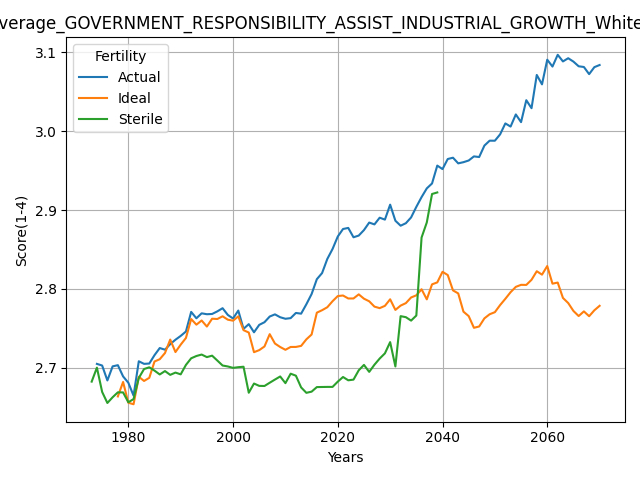 verage_GOVERNMENT_RESPONSIBILITY_ASSIST_INDUSTRIAL_GROWTH_White
Fertility
Actual
Ideal
Sterile
Score(1-4)
3.1
3.0
2.9
2.8
2.7
1980 2000 2020 2040 2060
Years